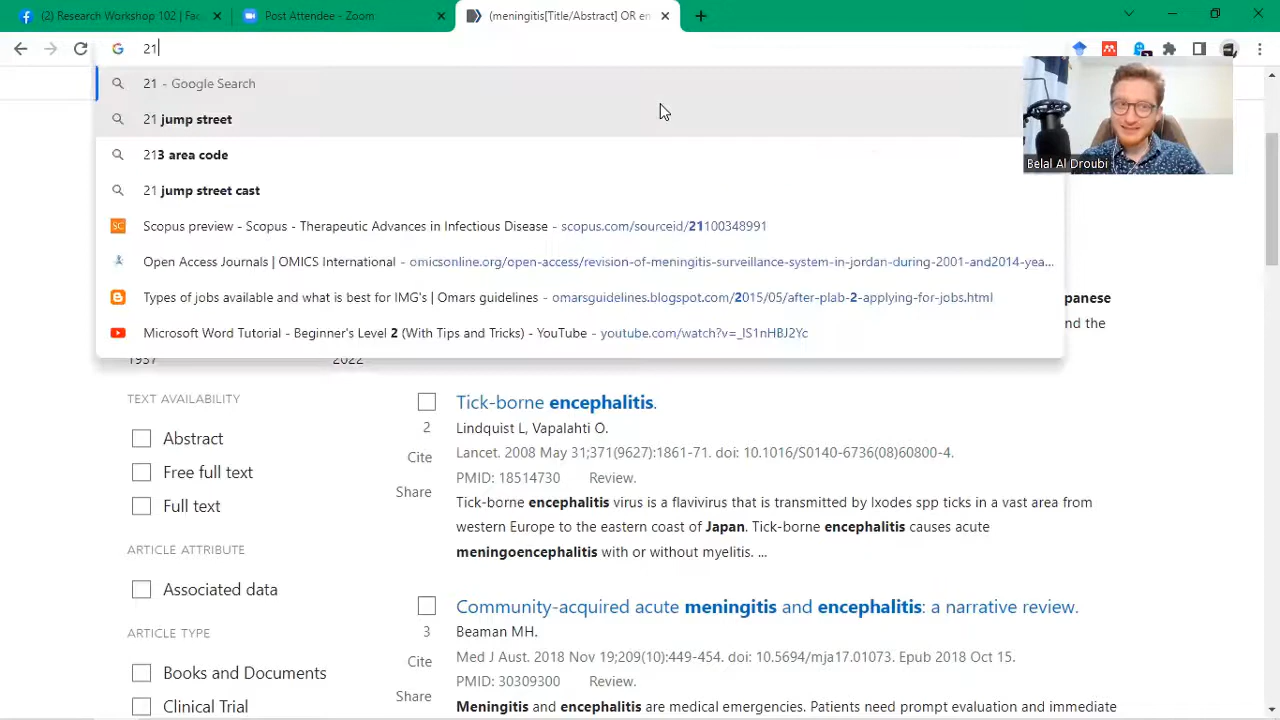 (2) Research Workshop 102 | Fac
Post Attendee - Zoom
(meningitis[Title/Abstract] OR en
21
21 - Google Search
21 jump street
213 area code
21 jump street cast
Scopus preview - Scopus - Therapeutic Advances in Infectious Disease - scopus.com/sourceid/21100348991
Open Access Journals | OMICS International - omicsonline.org/open-access/revision-of-meningitis-surveillance-system-in-jordan-during-2001-and2014-yea...
Types of jobs available and what is best for IMG's | Omars guidelines - omarsguidelines.blogspot.com/2015/05/after-plab-2-applying-for-jobs.html
Microsoft Word Tutorial - Beginner's Level 2 (With Tips and Tricks) - YouTube - youtube.com/watch?v=_IS1nHBJ2Yc
Belal Al Droubi
panese
nd the
1937
2022
TEXT AVAILABILITY
Abstract
Free full text
Full text
ARTICLE ATTRIBUTE
Associated data
ARTICLE TYPE
Books and Documents
Clinical Trial
2
Cite
Share
Tick-borne encephalitis.
Lindquist L, Vapalahti O.
Lancet. 2008 May 31;371(9627):1861-71. doi: 10.1016/S0140-6736(08)60800-4.
PMID: 18514730 Review.
Tick-borne encephalitis virus is a flavivirus that is transmitted by Ixodes spp ticks in a vast area from
western Europe to the eastern coast of Japan. Tick-borne encephalitis causes acute
meningoencephalitis with or without myelitis. ...
3
Cite
Share
Community-acquired acute meningitis and encephalitis: a narrative review.
Beaman MH.
Med J Aust. 2018 Nov 19;209(10):449-454. doi: 10.5694/mja17.01073. Epub 2018 Oct 15.
PMID: 30309300 Review.
Meningitis and encephalitis are medical emergencies. Patients need prompt evaluation and immediate